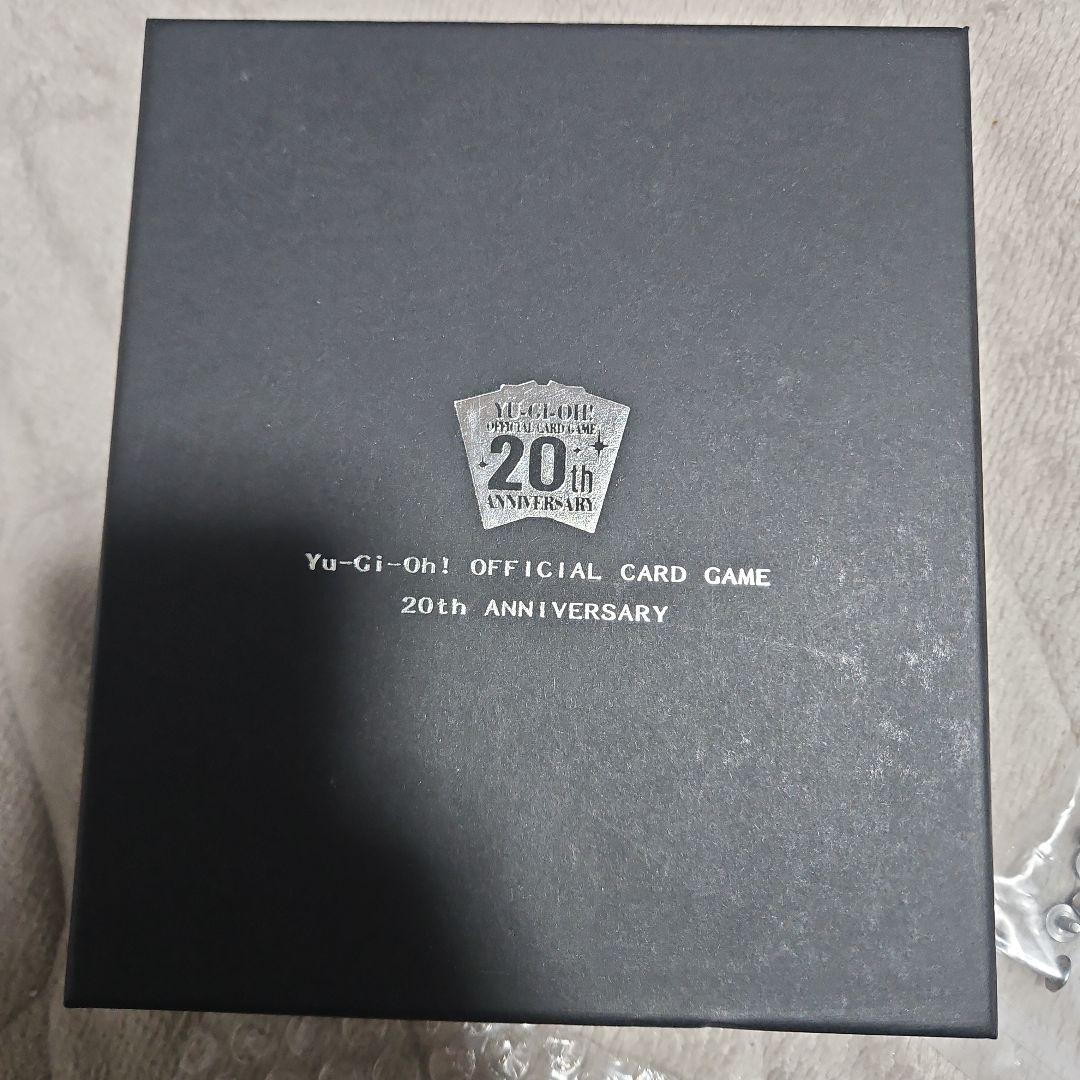 YU-GI-OH!
OFFICIAL CARD GAME
20th
ANNIVERSARY
Yu-Gi-Oh! OFFICIAL CARD GAME
20th ANNIVERSARY